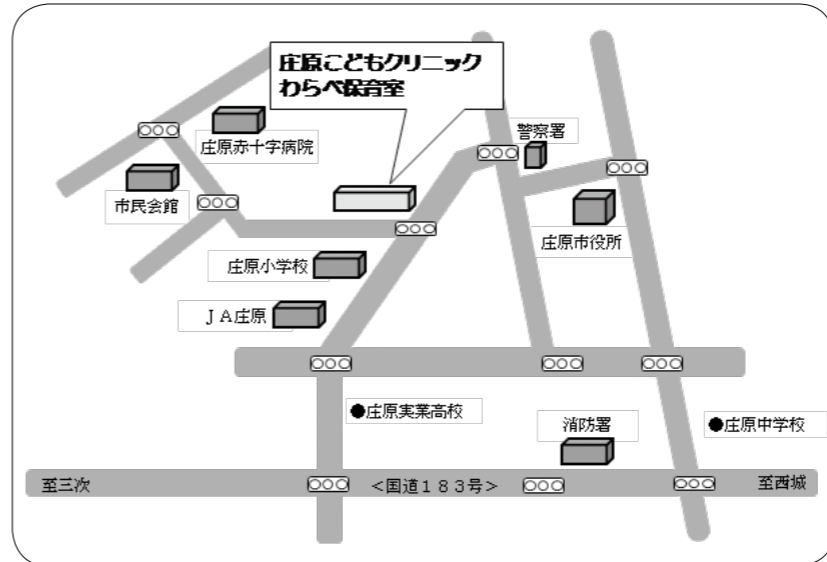 庄原こどもクリニック
わらべ保育室
警察署
庄原赤十字病院
市民会館
庄原市役所
庄原小学校
ＪＡ庄原
●庄原実業高校
消防署
●庄原中学校
至三次
＜国道１８３号＞
至西城